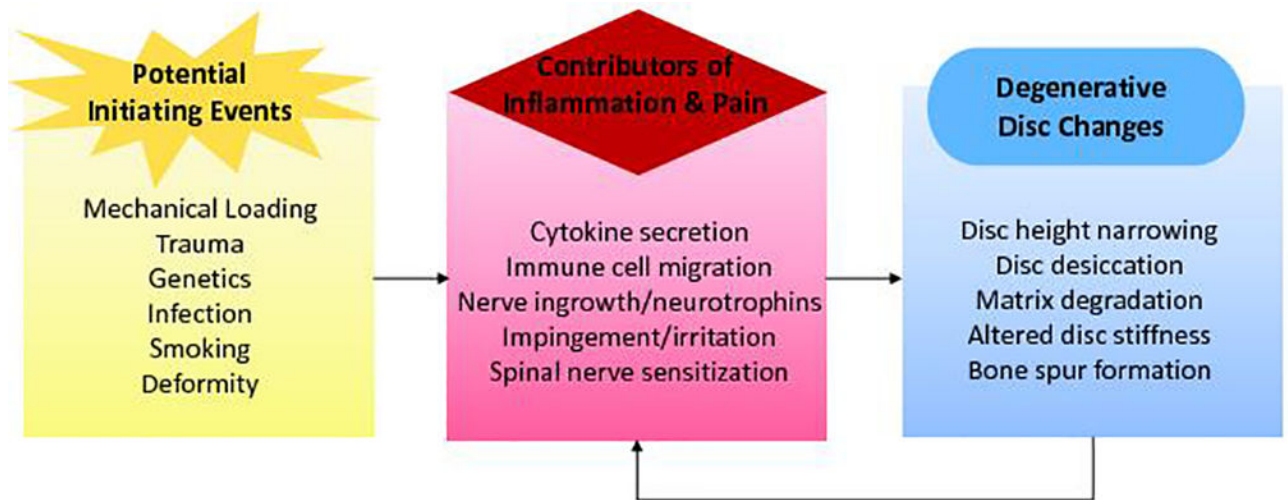 Potential
Initiating Events
Mechanical Loading
Trauma
Genetics
Infection
Smoking
Deformity
Contributors of
Inflammation & Pain
Cytokine secretion
Immune cell migration
Nerve ingrowth/neurotrophins
Impingement/irritation
Spinal nerve sensitization
Degenerative
Disc Changes
Disc height narrowing
Disc desiccation
Matrix degradation
Altered disc stiffness
Bone spur formation